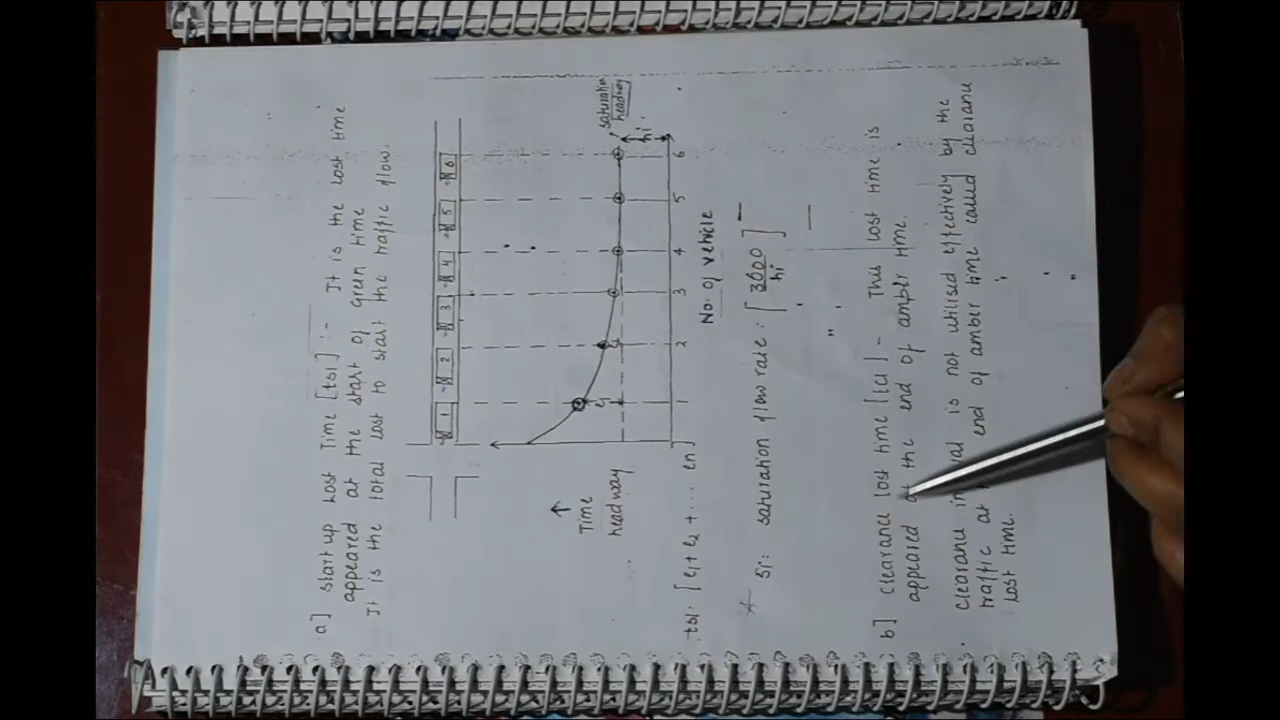 a] Start up Lost Time [tsl] :- It is the lost time
appeared at the start of green time
It is the total lost to start the traffic flow.
1 2 3 4 5 6
↑
Time
headway
e1
saturation
headway
hi
1 2 3 4 5 6
No. of vehicle
tsl. [e1 + e2 + .... en]
Si: saturation flow rate : [3600/hi]
b] Clearance lost time [tcl] - This lost time is
appeared at the end of amber time.
Clearance is not utilised effectively by the
traffic at end of amber time called clearance
lost time.